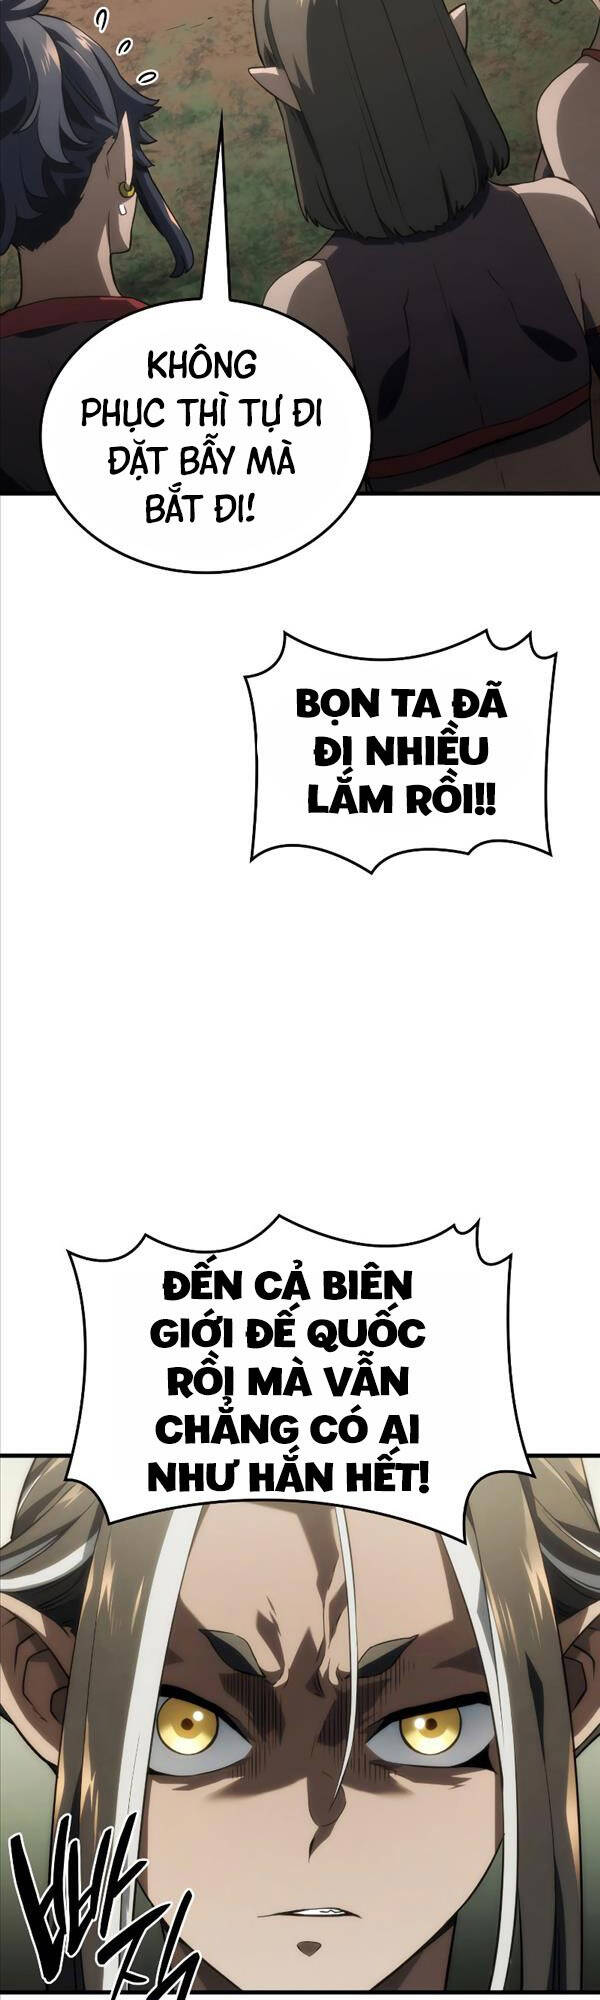 KHÔNG
PHỤC THÌ TỰ ĐI
ĐẶT BẪY MÀ
BẮT ĐI!
BỌN TA ĐÃ
ĐI NHIỀU
LẮM RỒI!!
ĐẾN CẢ BIÊN
GIỚI ĐẾ QUỐC
RỒI MÀ VẪN
CHẲNG CÓ AI
NHƯ HẮN HẾT!